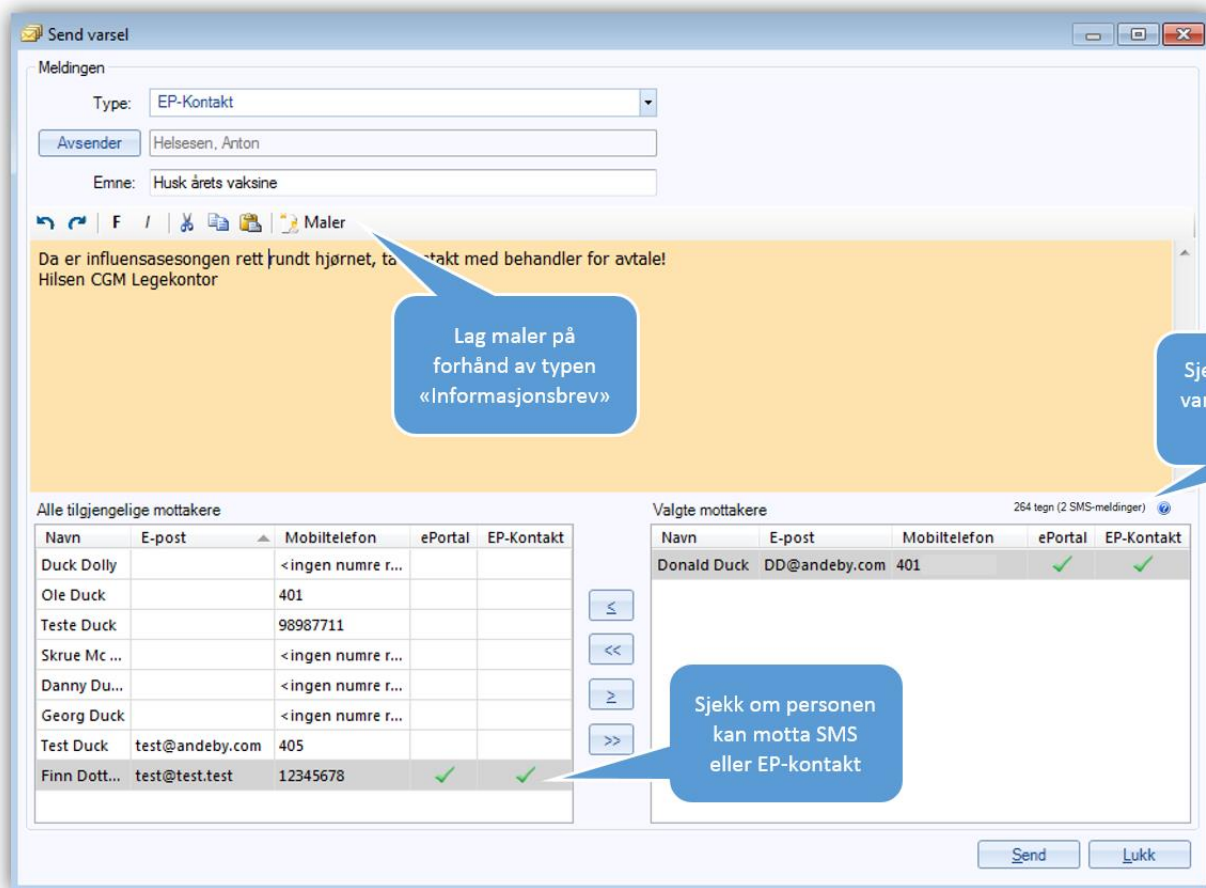 Send varsel
Meldingen
Type: EP-Kontakt
Avsender Helsesen, Anton
Emne: Husk årets vaksine
F I Maler
Da er influensasesongen rett rundt hjørnet, ta med behandler for avtale!
Hilsen CGM Legekontor
Lag maler på
forhånd av typen
«Informasjonsbrev»
Alle tilgjengelige mottakere
Navn E-post Mobiltelefon ePortal EP-Kontakt
Duck Dolly <ingen numre r...
Ole Duck 401
Teste Duck 98987711
Skrue Mc ... <ingen numre r...
Danny Du... <ingen numre r...
Georg Duck <ingen numre r...
Test Duck test@andeby.com 405
Finn Dott... test@test.test 12345678
≤
<<
≥
>>
Sjekk om personen
kan motta SMS
eller EP-kontakt
Valgte mottakere 264 tegn (2 SMS-meldinger)
Navn E-post Mobiltelefon ePortal EP-Kontakt
Donald Duck DD@andeby.com 401
Send Lukk